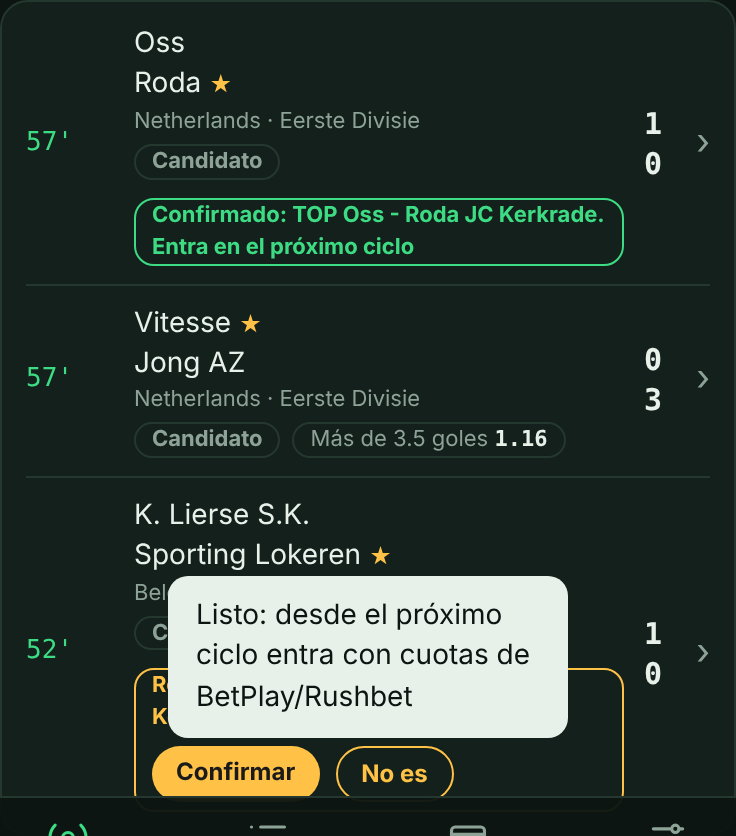 Oss
Roda ★
Netherlands · Eerste Divisie
57'
1
0
Candidato
Confirmado: TOP Oss - Roda JC Kerkrade.
Entra en el próximo ciclo
Vitesse ★
Jong AZ
57'
0
3
Netherlands · Eerste Divisie
Candidato
Más de 3.5 goles 1.16
K. Lierse S.K.
Sporting Lokeren ★
52'
1
0
Listo: desde el próximo
ciclo entra con cuotas de
BetPlay/Rushbet
Confirmar
No es